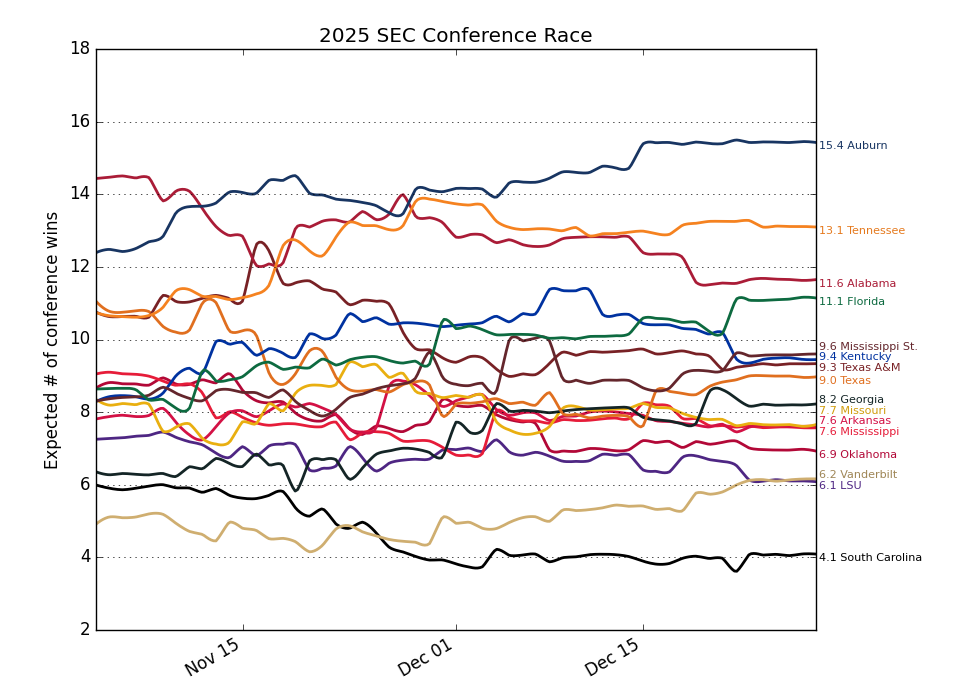 2025 SEC Conference Race
Expected # of conference wins
18
16
14
12
10
8
6
4
2
Nov 15
Dec 01
Dec 15
15.4 Auburn
13.1 Tennessee
11.6 Alabama
11.1 Florida
9.6 Mississippi St.
9.4 Kentucky
9.3 Texas A&M
9.0 Texas
8.2 Georgia
7.7 Missouri
7.6 Arkansas
7.6 Mississippi
6.9 Oklahoma
6.2 Vanderbilt
6.1 LSU
4.1 South Carolina